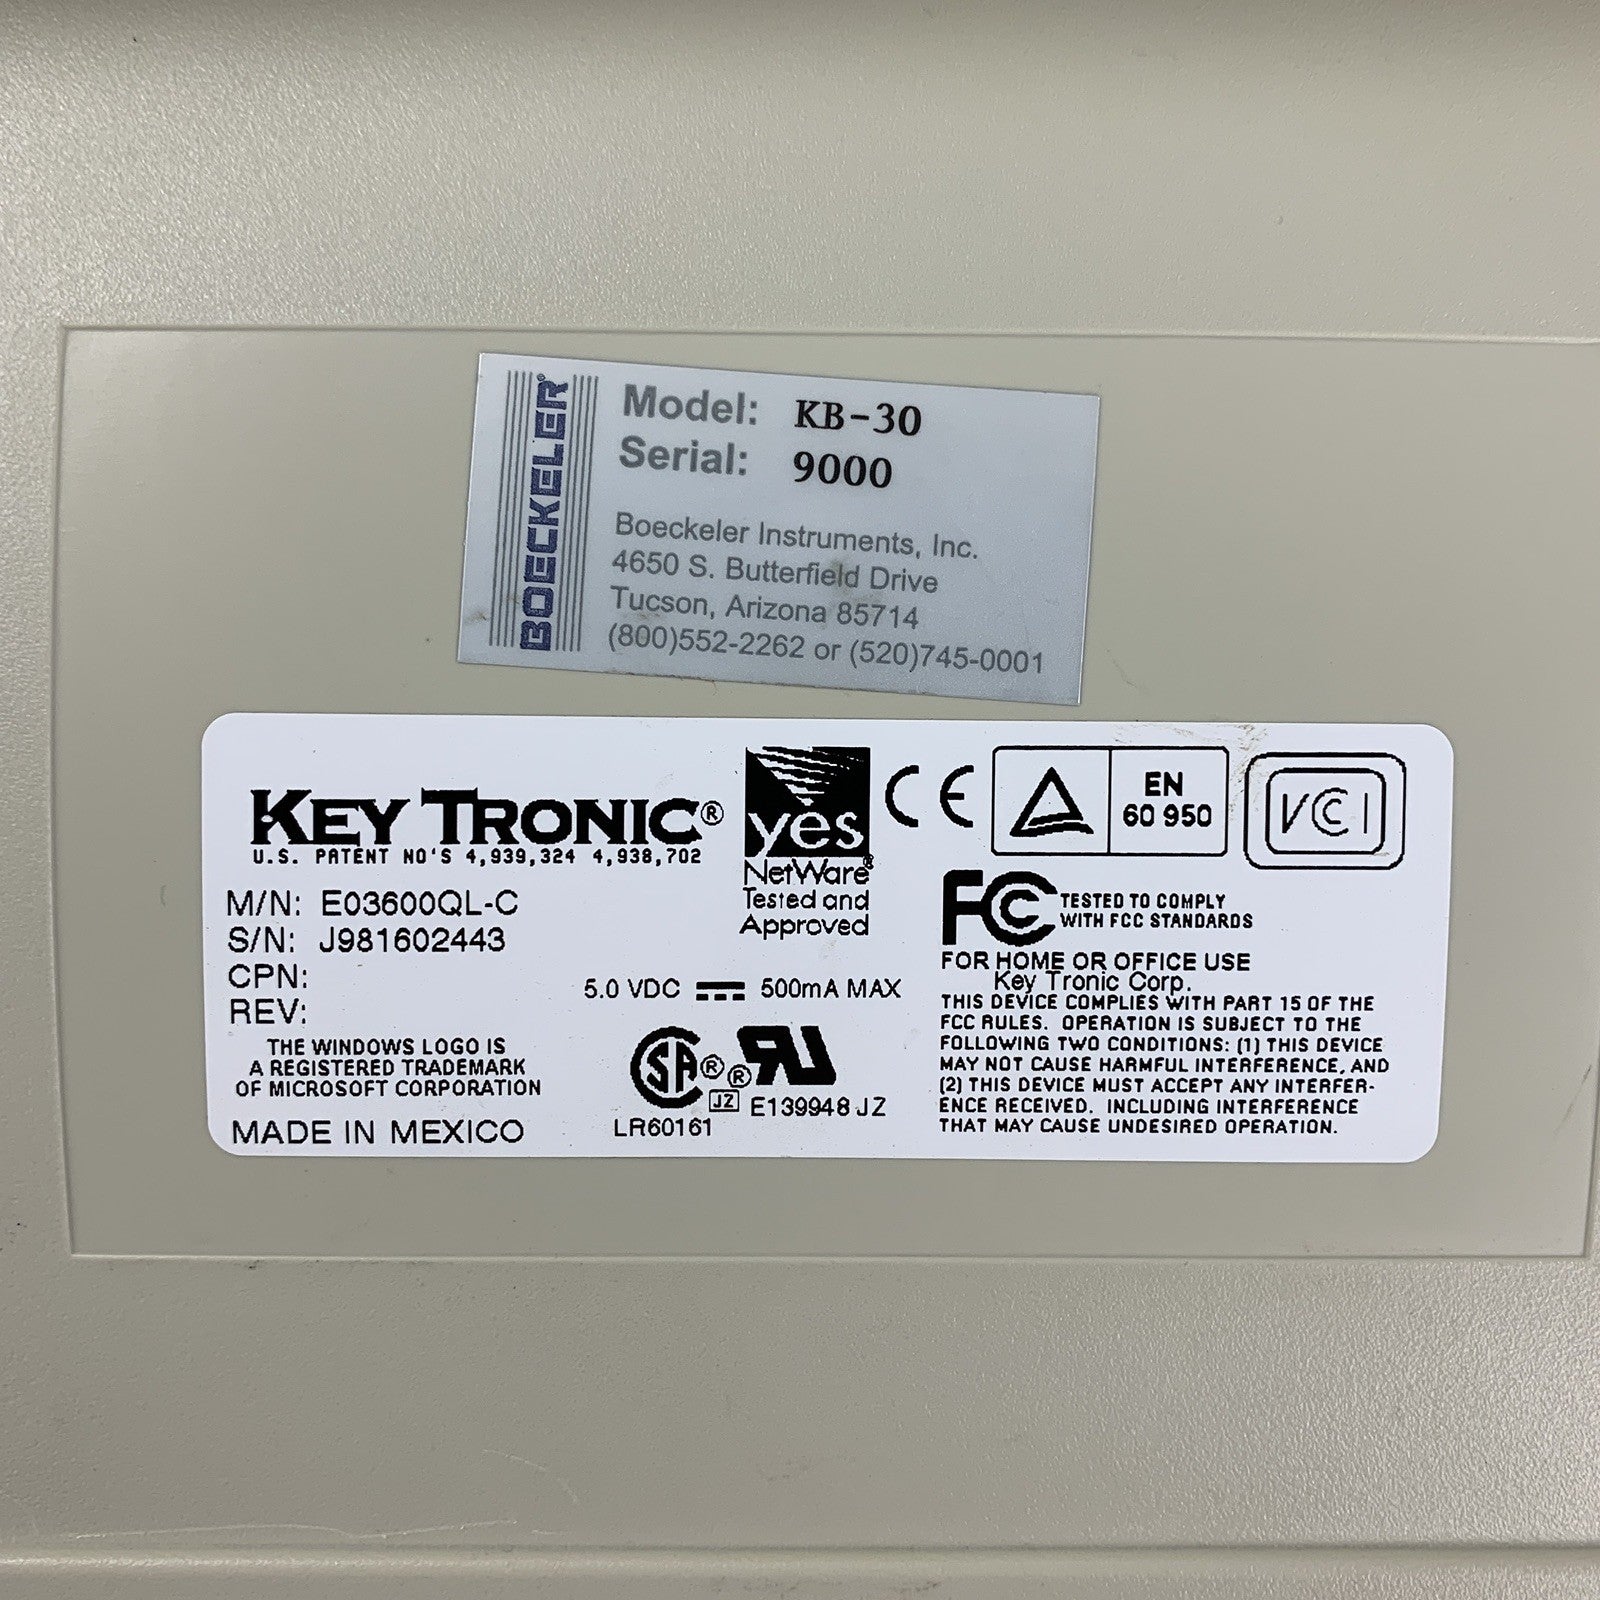 BOECKELER®
Model: KB-30
Serial: 9000
Boeckeler Instruments, Inc.
4650 S. Butterfield Drive
Tucson, Arizona 85714
(800)552-2262 or (520)745-0001
KEY TRONIC®
U.S. PATENT NO'S 4,939,324 4,938,702
M/N: E03600QL-C
S/N: J981602443
CPN:
REV:
THE WINDOWS LOGO IS
A REGISTERED TRADEMARK
OF MICROSOFT CORPORATION
MADE IN MEXICO
yes
NetWare®
Tested and
Approved
5.0 VDC 500mA MAX
SA® ® RU
JZ E139948 JZ
LR60161
CE
EN
60 950
VCCI
FCC TESTED TO COMPLY
WITH FCC STANDARDS
FOR HOME OR OFFICE USE
Key Tronic Corp.
THIS DEVICE COMPLIES WITH PART 15 OF THE
FCC RULES. OPERATION IS SUBJECT TO THE
FOLLOWING TWO CONDITIONS: (1) THIS DEVICE
MAY NOT CAUSE HARMFUL INTERFERENCE, AND
(2) THIS DEVICE MUST ACCEPT ANY INTERFER-
ENCE RECEIVED. INCLUDING INTERFERENCE
THAT MAY CAUSE UNDESIRED OPERATION.